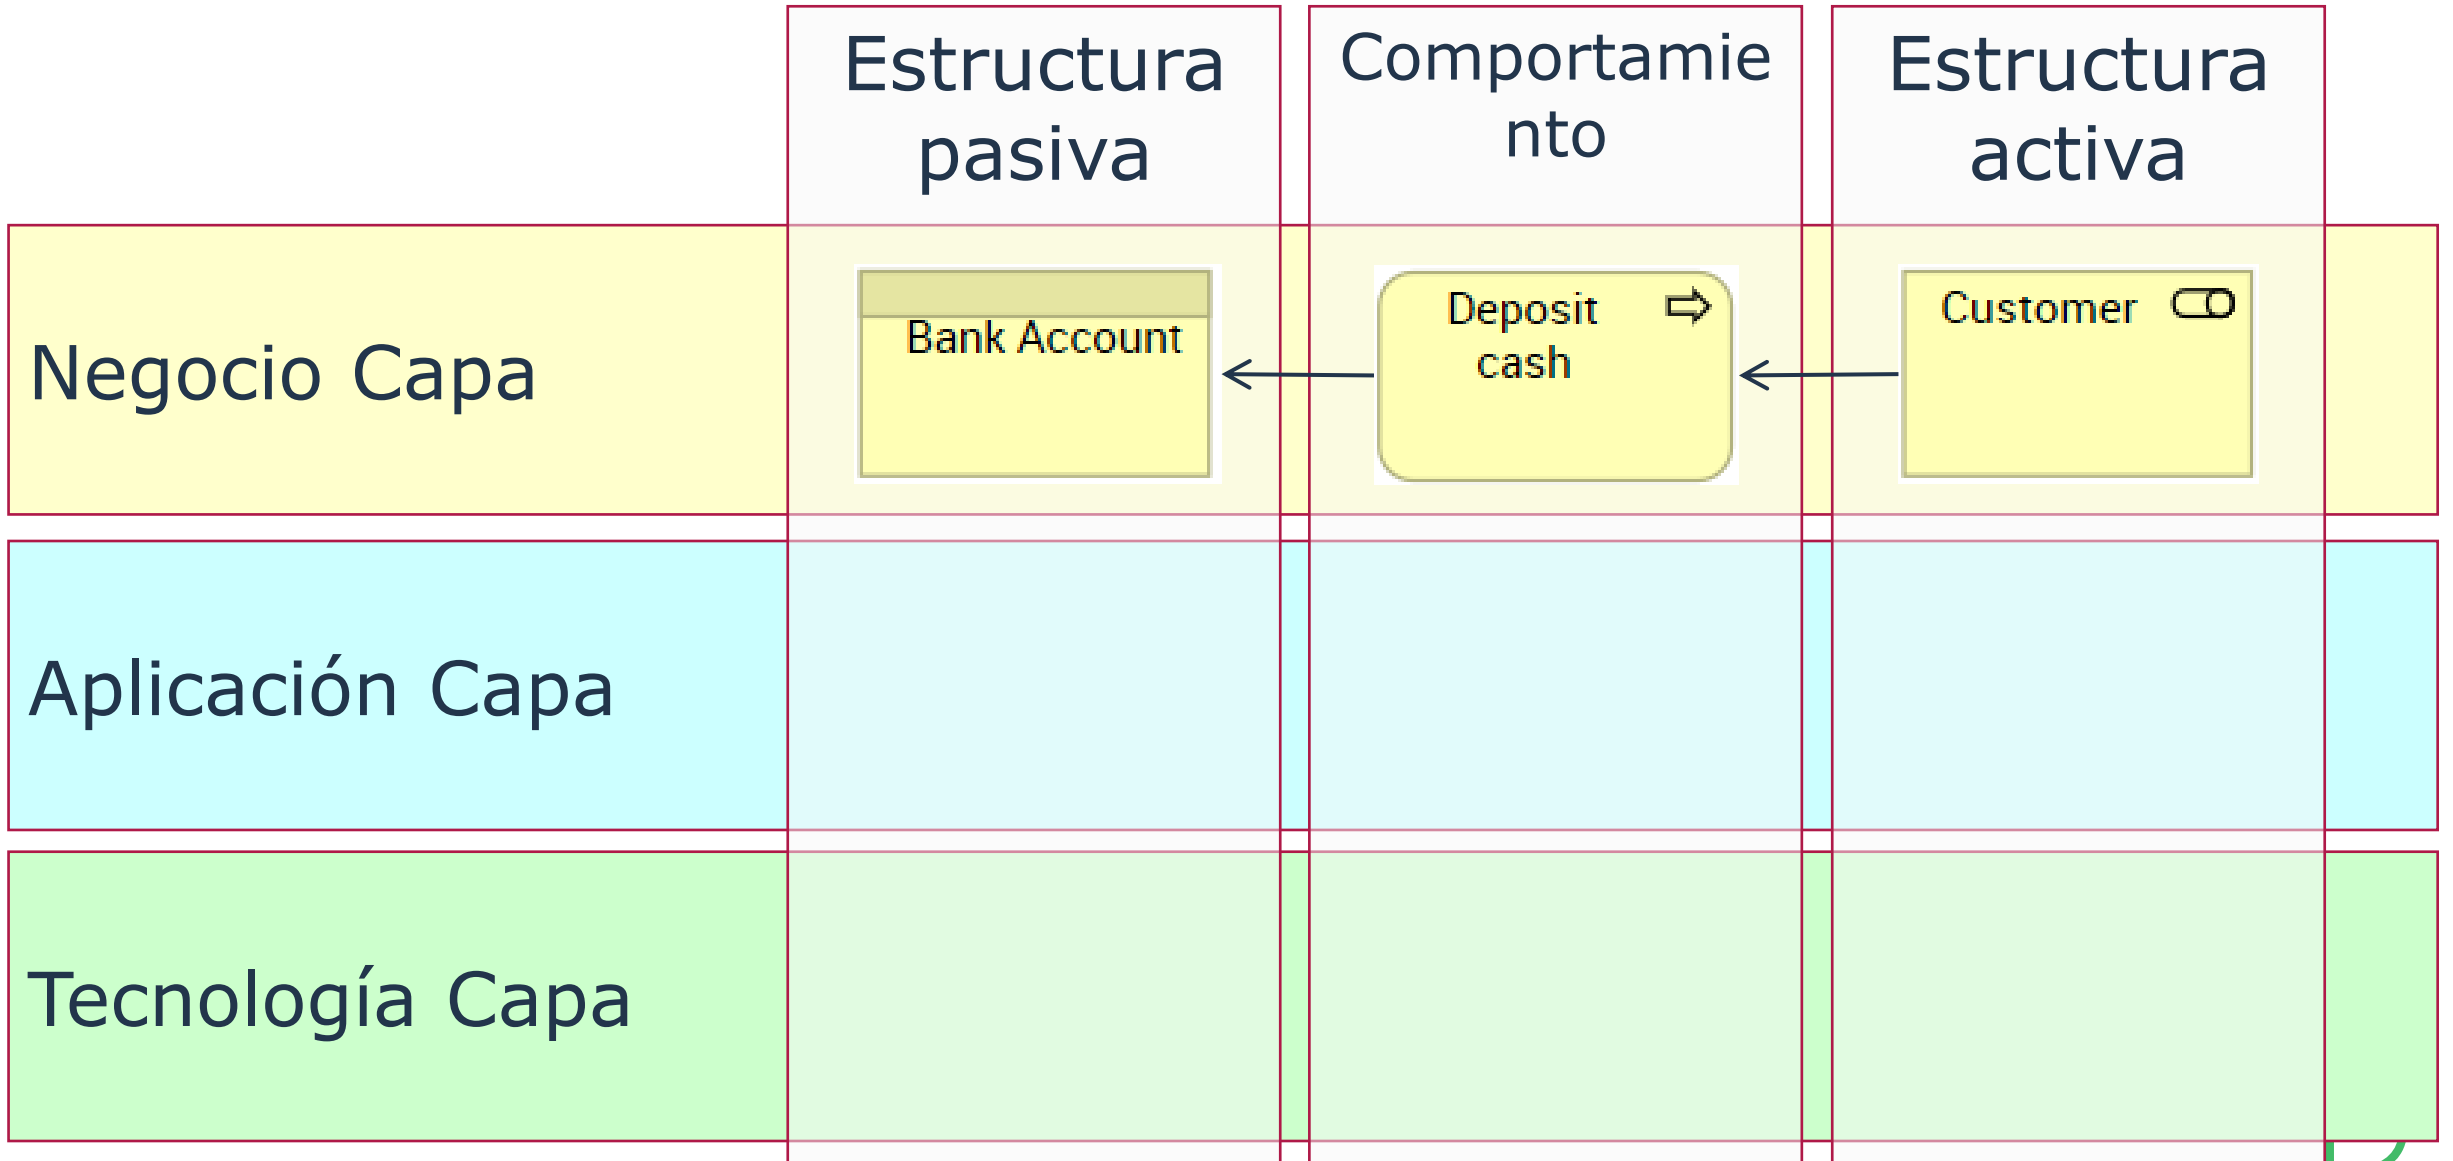 Estructura
pasiva
Comportamie
nto
Estructura
activa
Negocio Capa
Bank Account
Deposit
cash
Customer
Aplicación Capa
Tecnología Capa